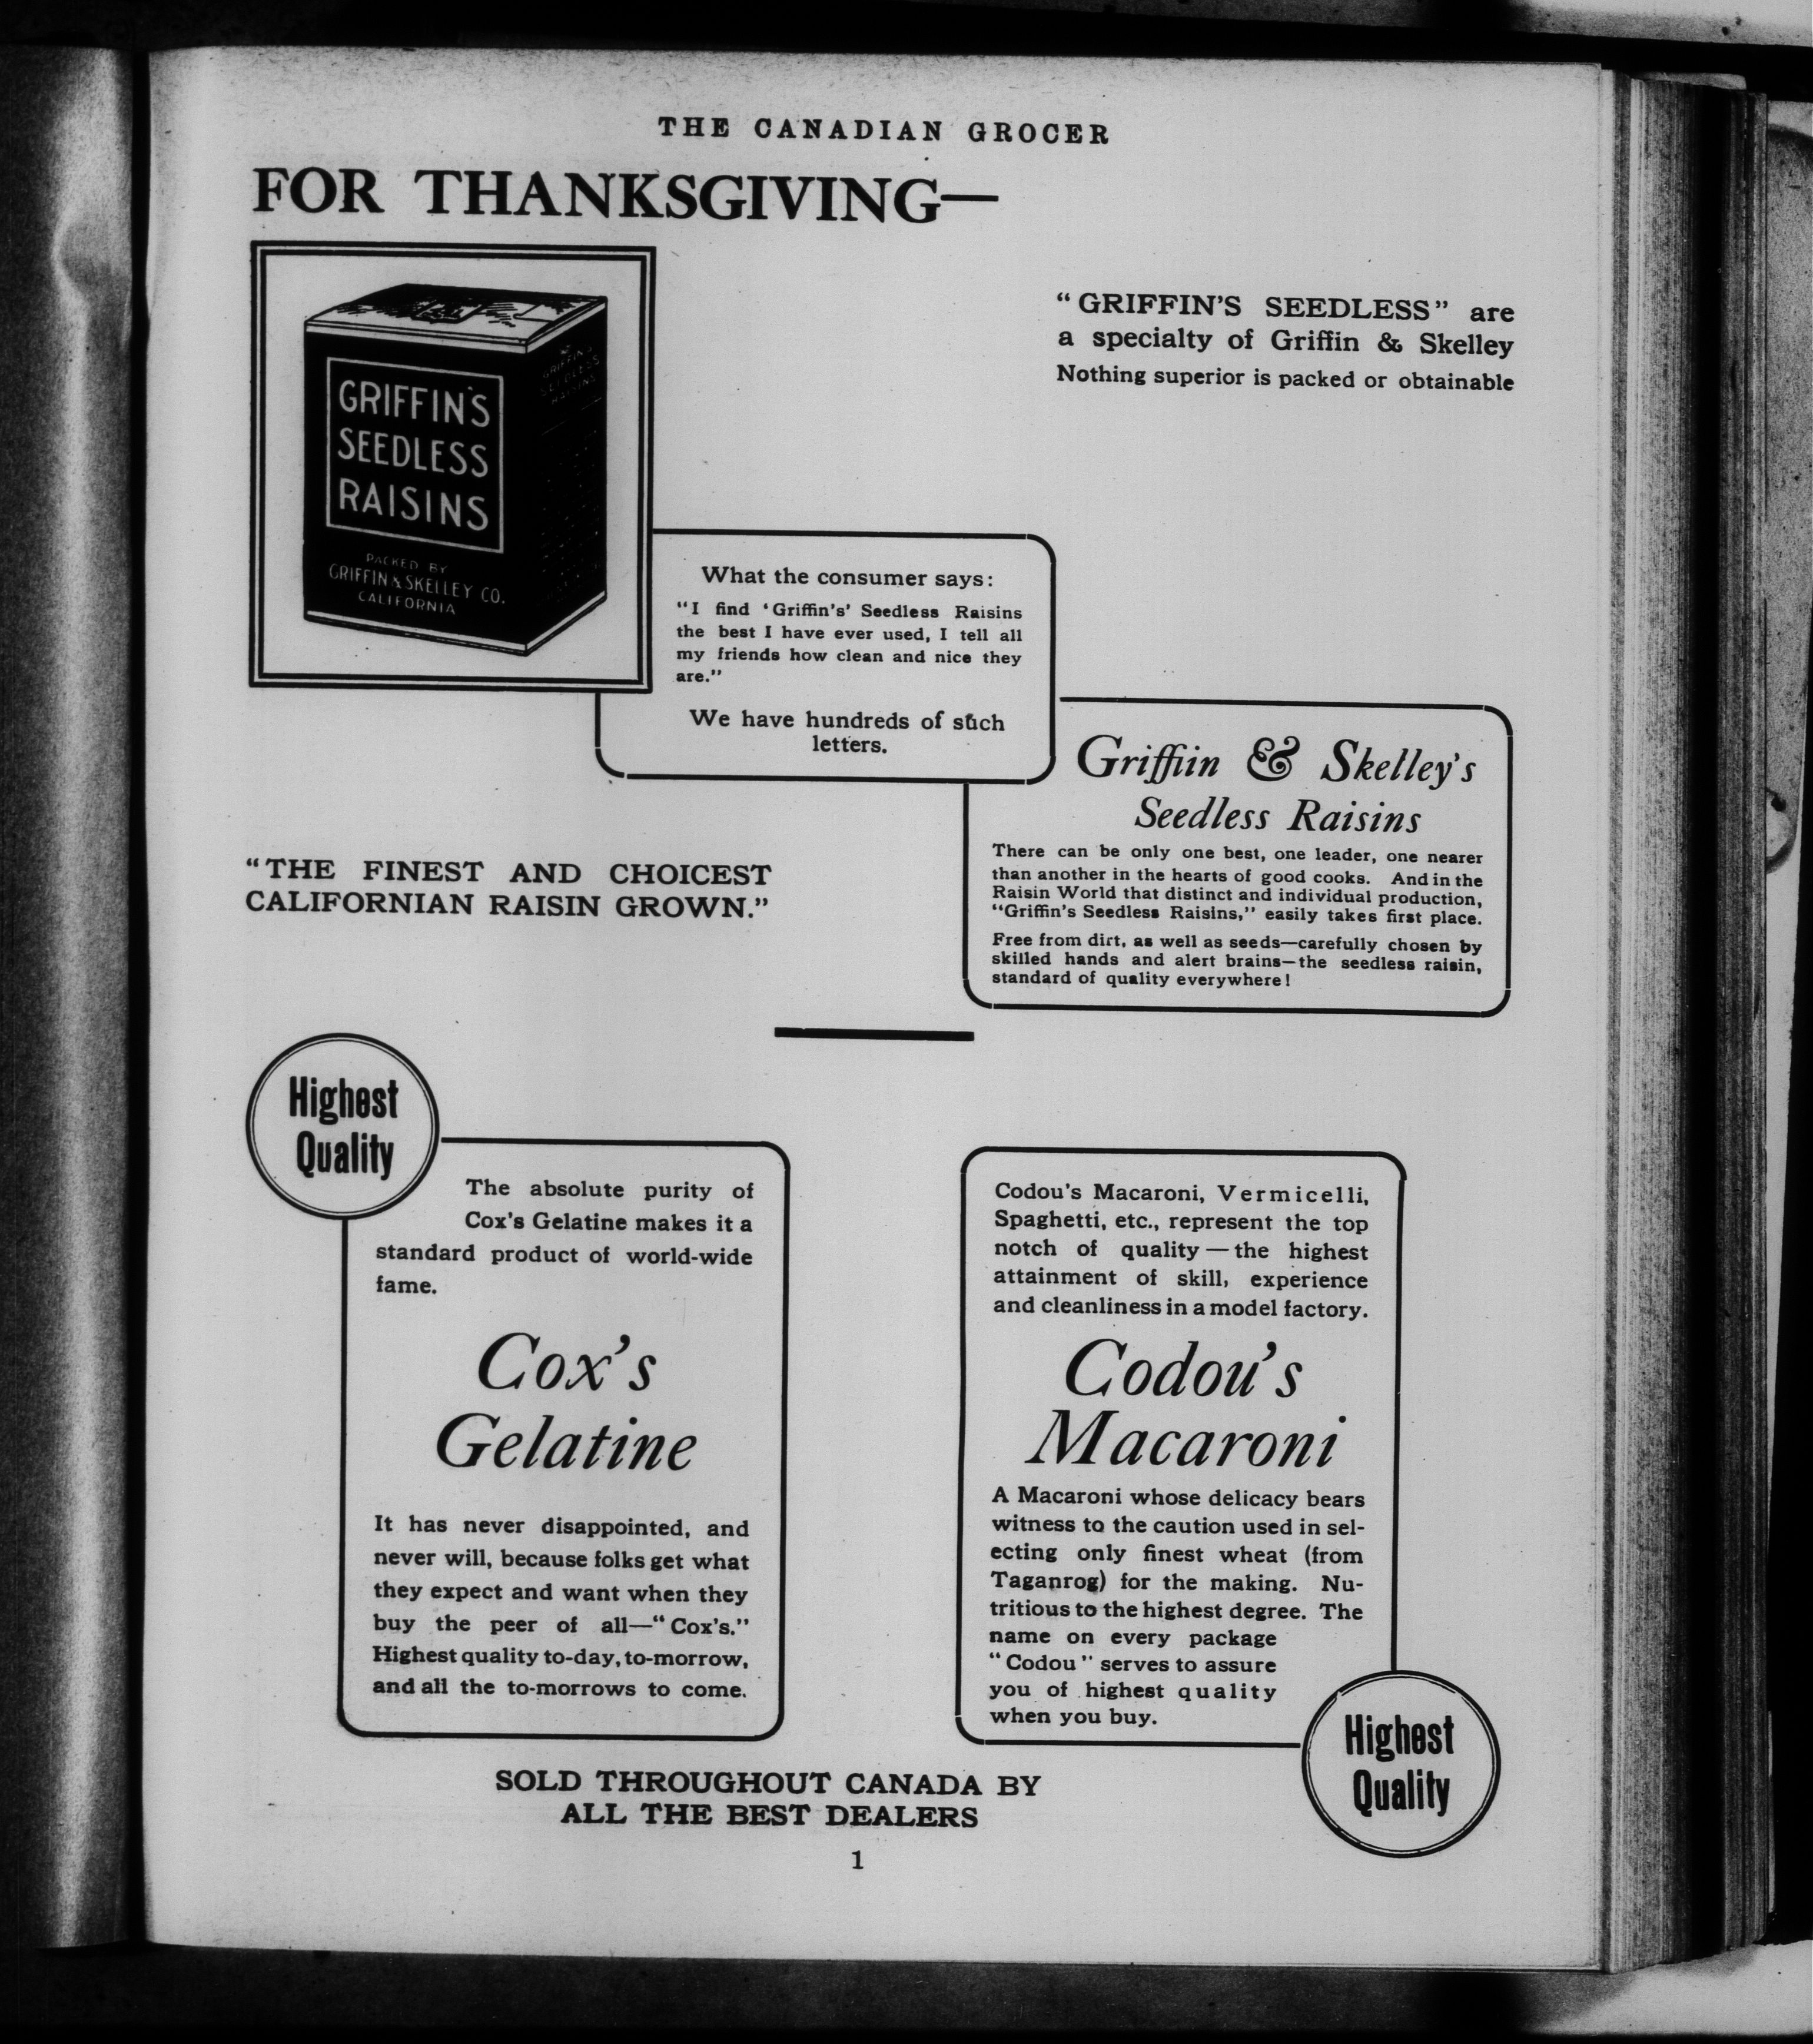 THE CANADIAN GROCER
FOR THANKSGIVING—
GRIFFIN'S
SEEDLESS
RAISINS
PACKED BY
GRIFFIN & SKELLEY CO.
CALIFORNIA
GRIFFIN'S
SEEDLESS
RAISINS
“GRIFFIN'S SEEDLESS” are
a specialty of Griffin & Skelley
Nothing superior is packed or obtainable
What the consumer says:
“I find ‘Griffin's’ Seedless Raisins
the best I have ever used, I tell all
my friends how clean and nice they
are.”
We have hundreds of such
letters.
Griffiin & Skelley's
Seedless Raisins
There can be only one best, one leader, one nearer
than another in the hearts of good cooks. And in the
Raisin World that distinct and individual production,
“Griffin's Seedless Raisins,” easily takes first place.
Free from dirt, as well as seeds—carefully chosen by
skilled hands and alert brains—the seedless raisin,
standard of quality everywhere!
“THE FINEST AND CHOICEST
CALIFORNIAN RAISIN GROWN.”
Highest
Quality
The absolute purity of
Cox's Gelatine makes it a
standard product of world-wide
fame.
Cox's
Gelatine
It has never disappointed, and
never will, because folks get what
they expect and want when they
buy the peer of all—“Cox's.”
Highest quality to-day, to-morrow,
and all the to-morrows to come.
Codou's Macaroni, Vermicelli,
Spaghetti, etc., represent the top
notch of quality—the highest
attainment of skill, experience
and cleanliness in a model factory.
Codou's
Macaroni
A Macaroni whose delicacy bears
witness to the caution used in sel-
ecting only finest wheat (from
Taganrog) for the making. Nu-
tritious to the highest degree. The
name on every package
“Codou” serves to assure
you of highest quality
when you buy.
Highest
Quality
SOLD THROUGHOUT CANADA BY
ALL THE BEST DEALERS
1